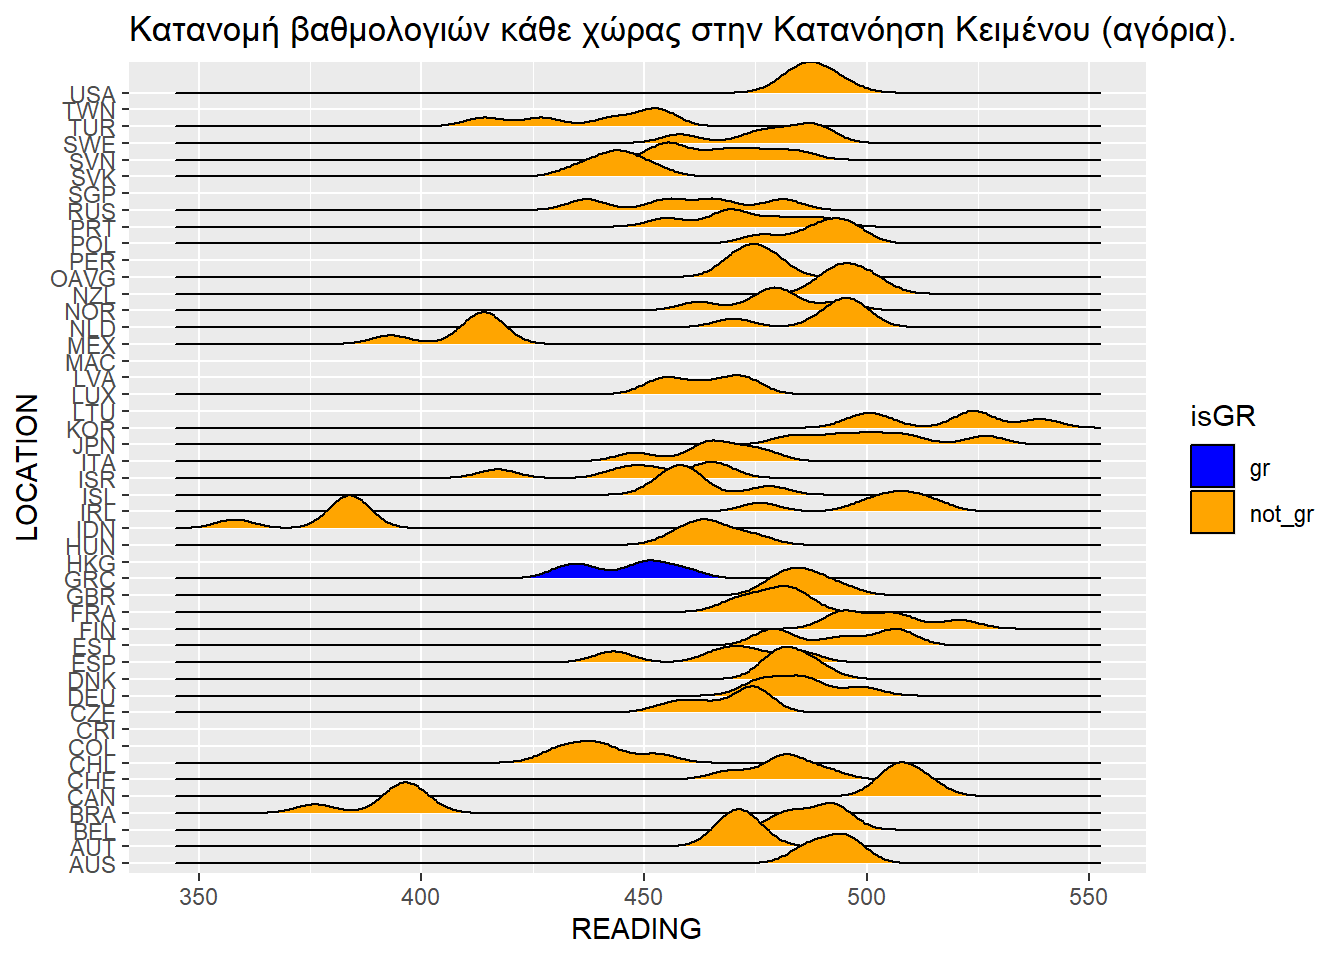 Κατανομή βαθμολογιών κάθε χώρας στην Κατανόηση Κειμένου (αγόρια).
USA
TWN
TUR
SWE
SVN
SVK
SGP
RUS
PRT
POL
PER
OAVG
NZL
NOR
NLD
MEX
MAC
LVA
LUX
LTU
KOR
JPN
ITA
ISR
ISL
IRL
IDN
HUN
HKG
GRC
GBR
FRA
FIN
EST
ESP
DNK
DEU
CZE
CRI
COL
CHL
CHE
CAN
BRA
BEL
AUT
AUS
LOCATION
350 400 450 500 550
READING
isGR
gr
not_gr